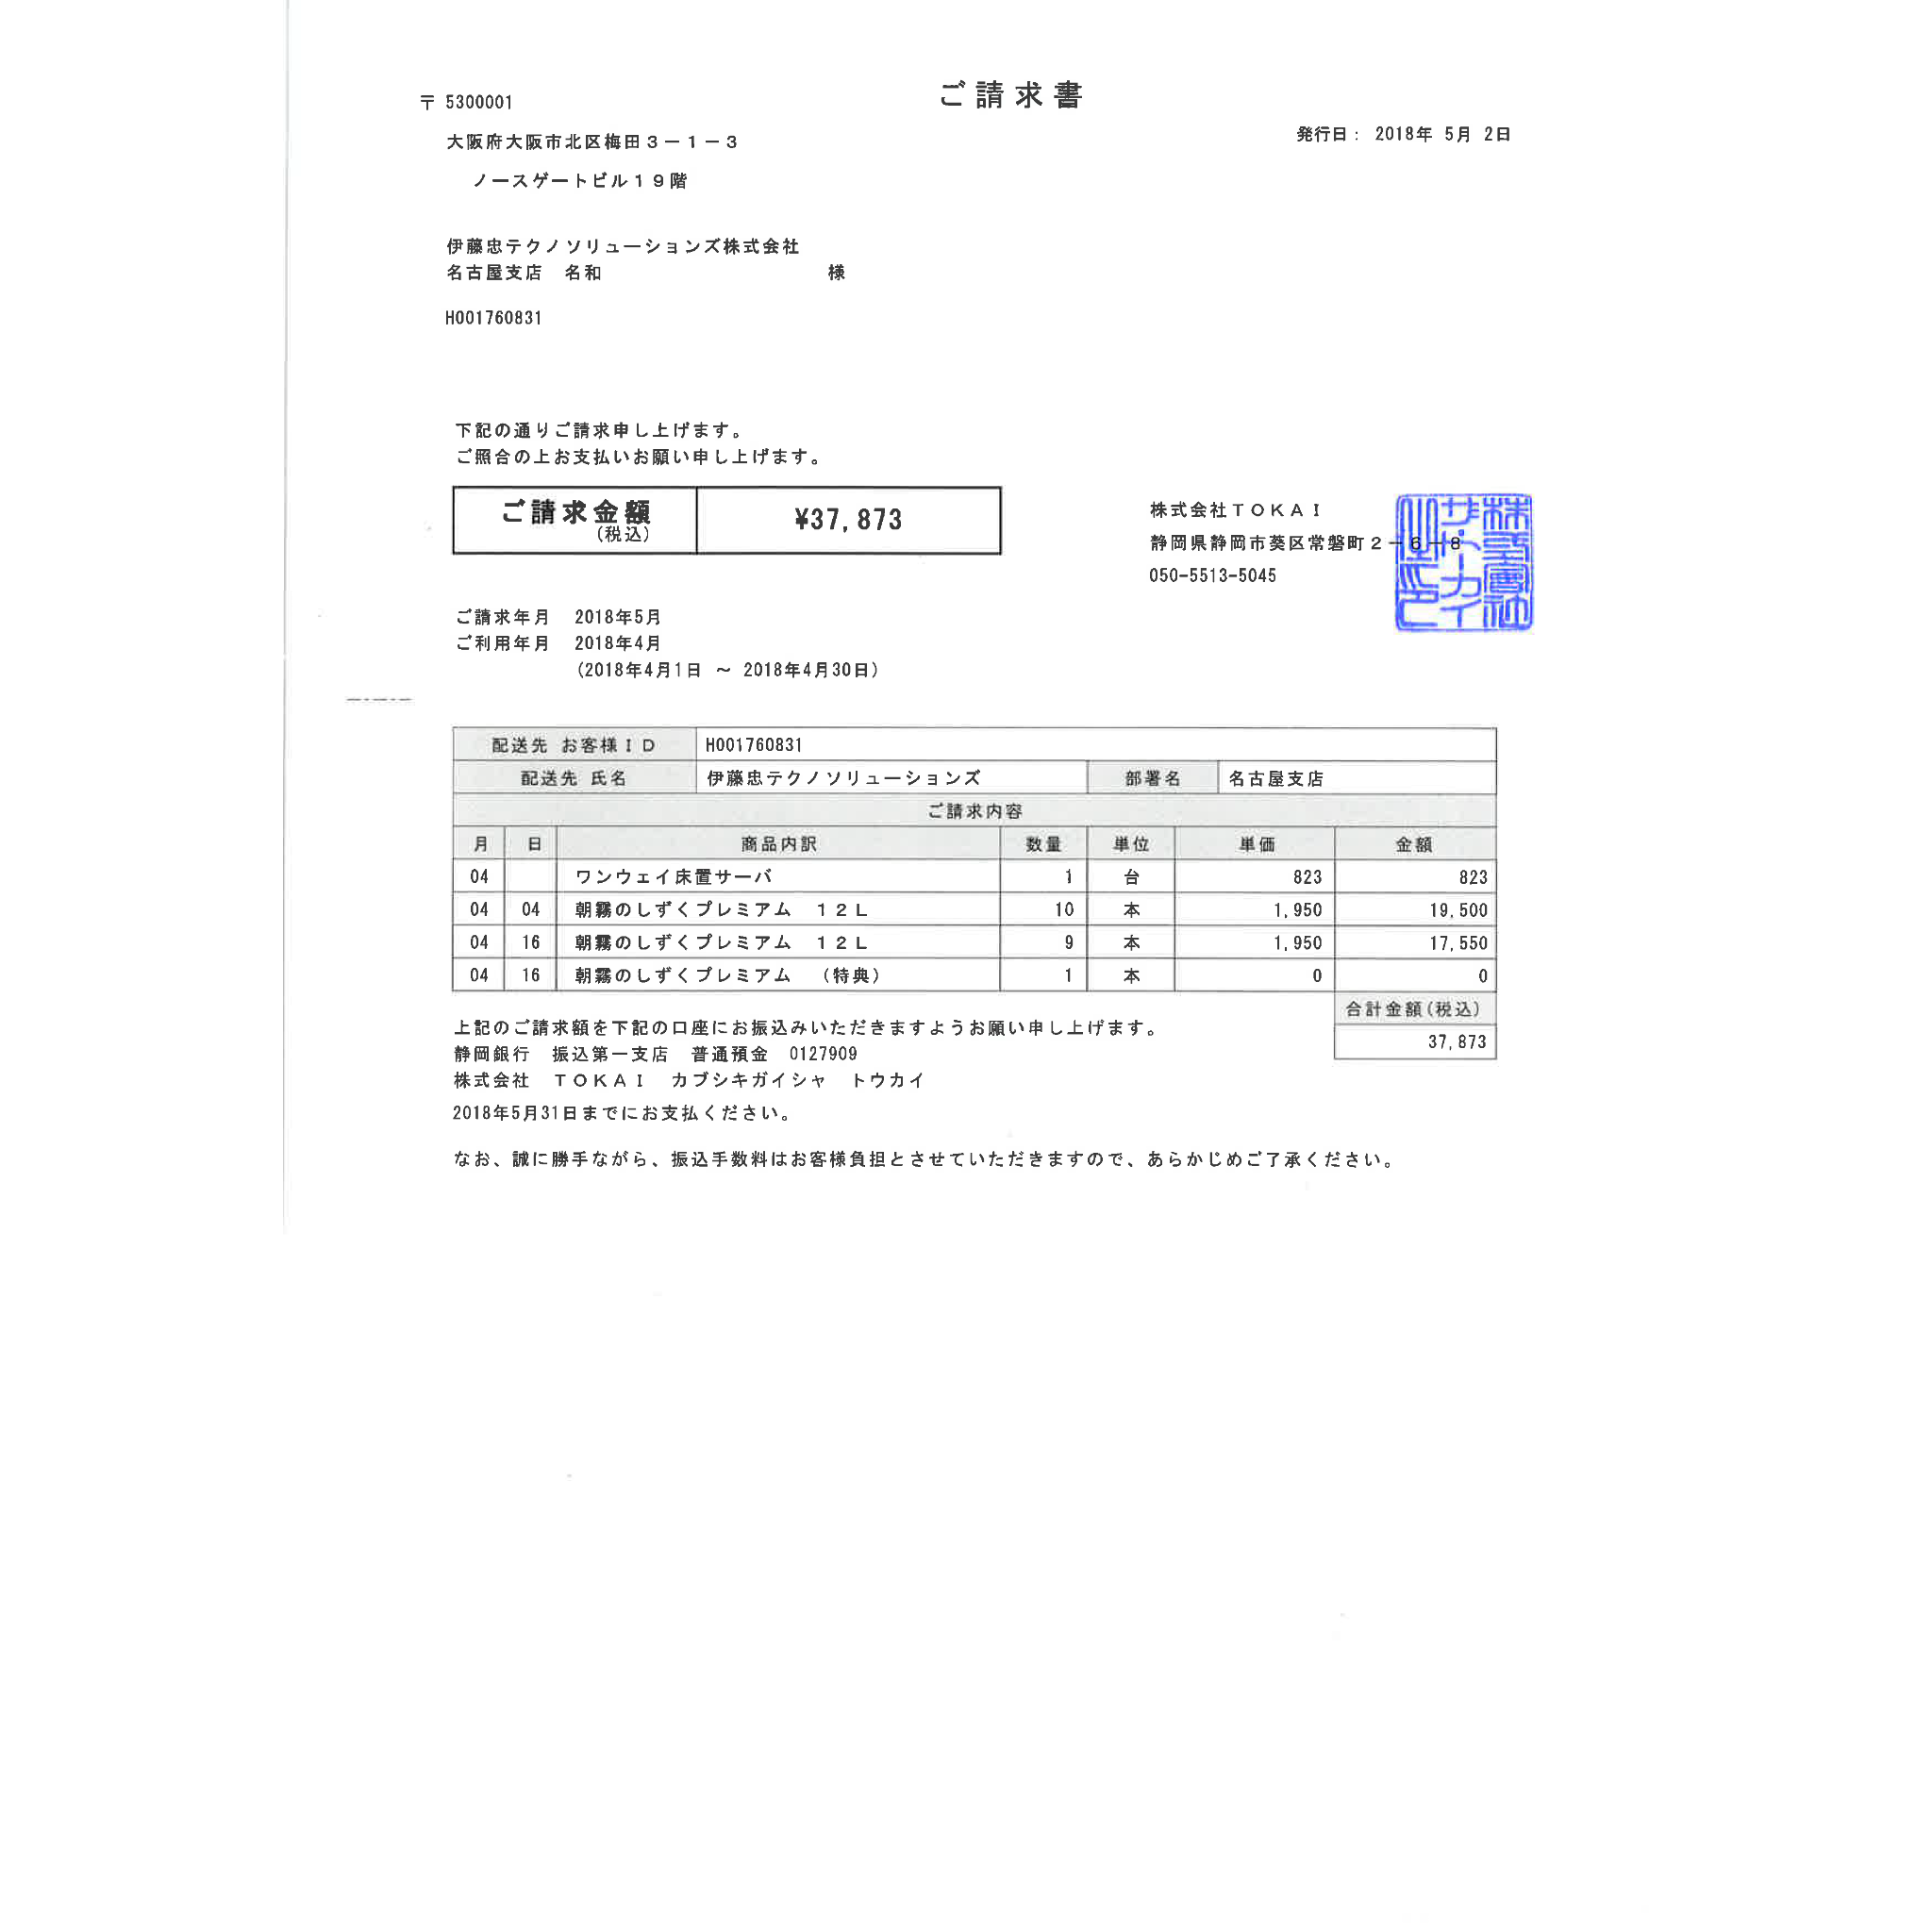 ご請求書
〒 5300001
発行日： 2018年 5月 2日
大阪府大阪市北区梅田３－１－３
ノースゲートビル１９階
伊藤忠テクノソリューションズ株式会社
名古屋支店　名和　様
H001760831
下記の通りご請求申し上げます。
ご照合の上お支払いお願い申し上げます。
ご請求金額
(税込)
¥37,873
株式会社ＴＯＫＡＩ
静岡県静岡市葵区常磐町２－６－８
050-5513-5045
株式會社
ザ・トーカイ
ご請求年月　2018年5月
ご利用年月　2018年4月
(2018年4月1日 ～ 2018年4月30日)
配送先 お客様ＩＤ　H001760831
配送先 氏名　伊藤忠テクノソリューションズ　部署名　名古屋支店
ご請求内容
月　日　商品内訳　数量　単位　単価　金額
04　ワンウェイ床置サーバ　1　台　823　823
04　04　朝霧のしずくプレミアム　１２Ｌ　10　本　1,950　19,500
04　16　朝霧のしずくプレミアム　１２Ｌ　9　本　1,950　17,550
04　16　朝霧のしずくプレミアム　（特典）　1　本　0　0
合計金額(税込)
37,873
上記のご請求額を下記の口座にお振込みいただきますようお願い申し上げます。
静岡銀行　振込第一支店　普通預金　0127909
株式会社　ＴＯＫＡＩ　カブシキガイシャ　トウカイ
2018年5月31日までにお支払ください。
なお、誠に勝手ながら、振込手数料はお客様負担とさせていただきますので、あらかじめご了承ください。